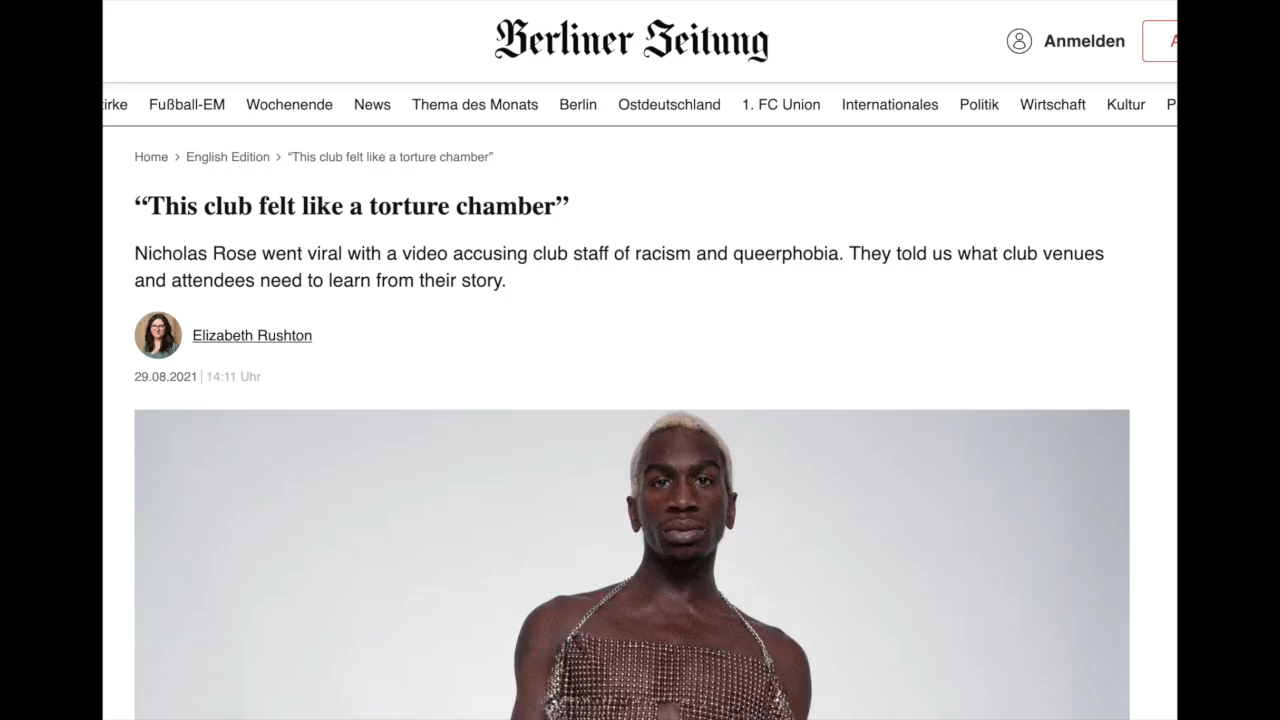 Berliner Zeitung
Anmelden
Fußball-EM Wochenende News Thema des Monats Berlin Ostdeutschland 1. FC Union Internationales Politik Wirtschaft Kultur
Home > English Edition > “This club felt like a torture chamber”
“This club felt like a torture chamber”
Nicholas Rose went viral with a video accusing club staff of racism and queerphobia. They told us what club venues
and attendees need to learn from their story.
Elizabeth Rushton
29.08.2021 | 14:11 Uhr